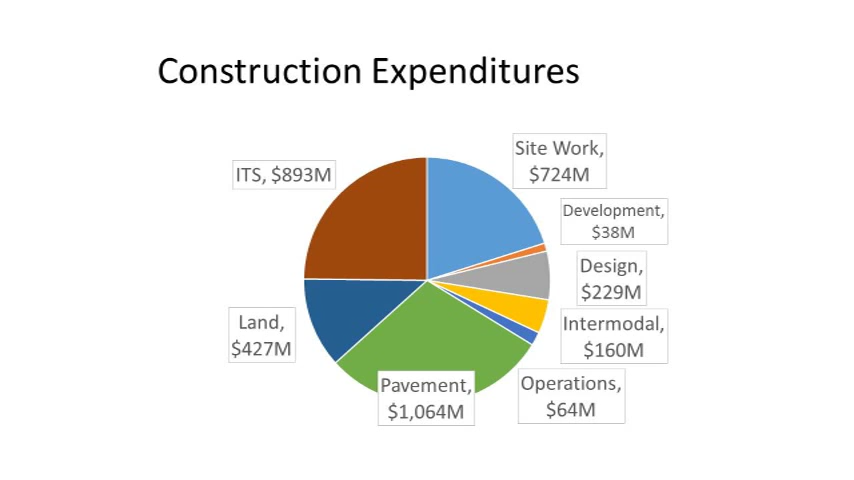 Construction Expenditures
ITS, $893M
Site Work,
$724M
Development,
$38M
Design,
$229M
Intermodal,
$160M
Operations,
$64M
Pavement,
$1,064M
Land,
$427M